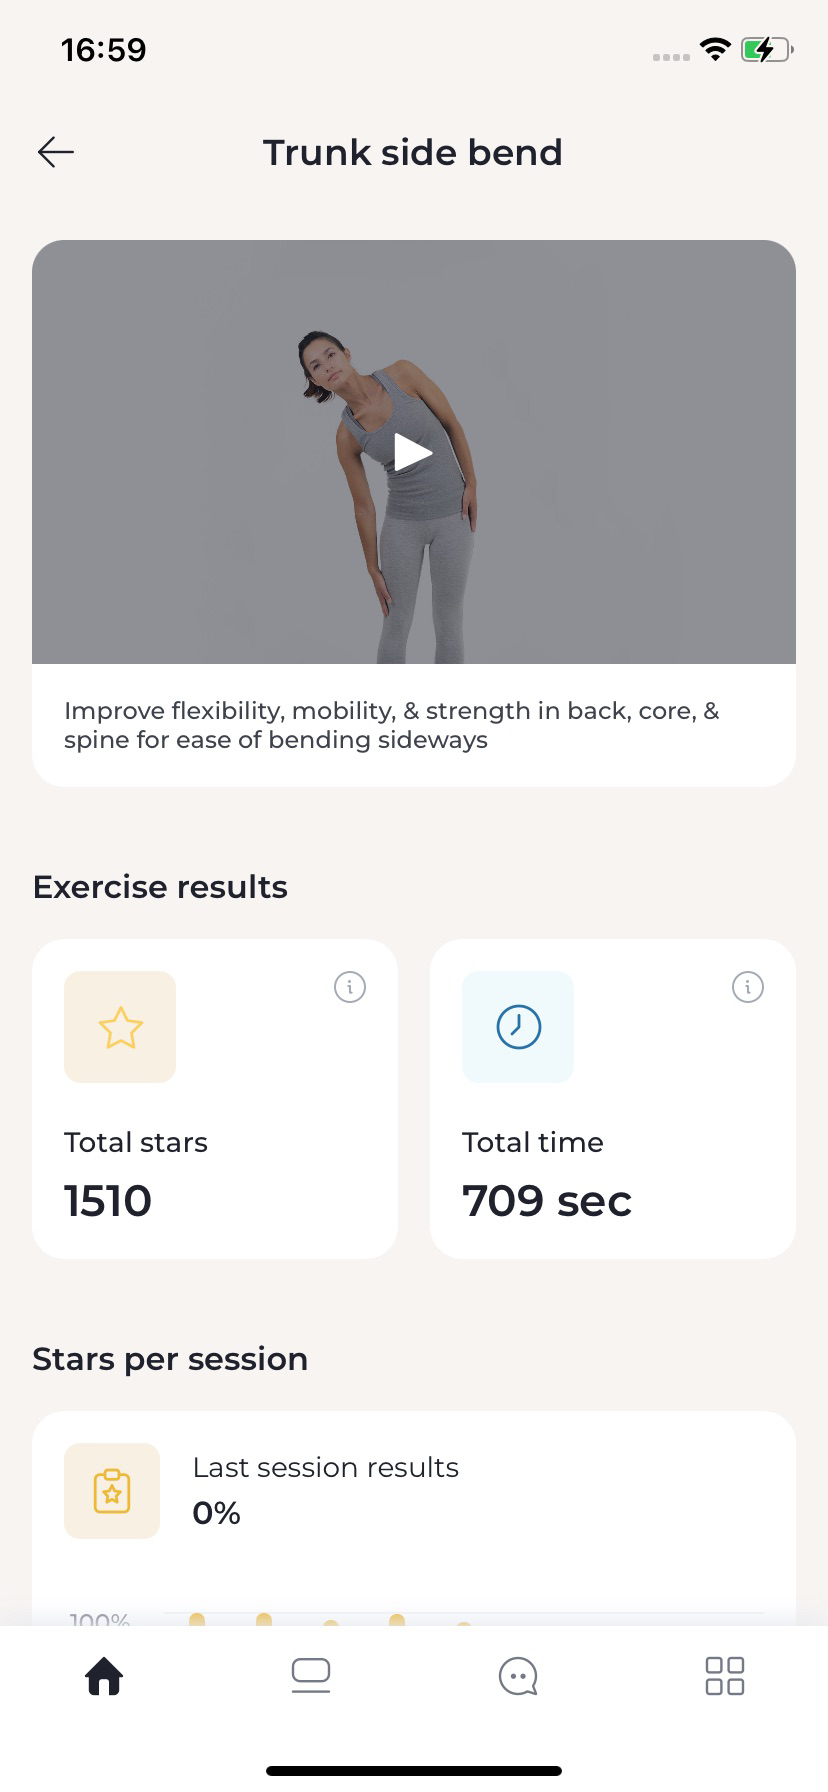 16:59
Trunk side bend
Improve flexibility, mobility, & strength in back, core, &
spine for ease of bending sideways
Exercise results
Total stars
1510
Total time
709 sec
Stars per session
Last session results
0%
100%